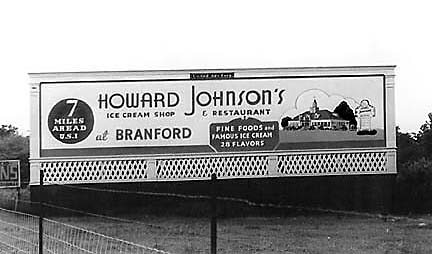 7
MILES
AHEAD
U.S.1
HOWARD JOHNSON'S
ICE CREAM SHOP & RESTAURANT
at BRANFORD
FINE FOODS and
FAMOUS ICE CREAM
28 FLAVORS
NS